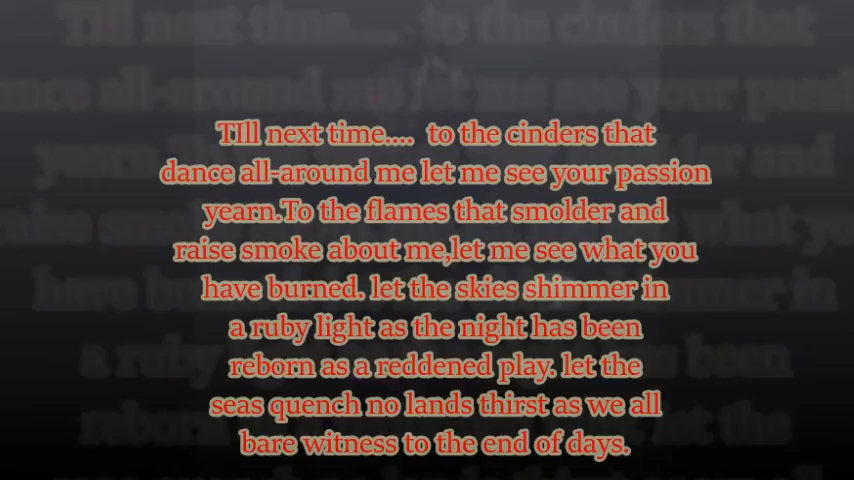 TIll next time.... to the cinders that
dance all-around me let me see your passion
yearn.To the flames that smolder and
raise smoke about me,let me see what you
have burned. let the skies shimmer in
a ruby light as the night has been
reborn as a reddened play. let the
seas quench no lands thirst as we all
bare witness to the end of days.